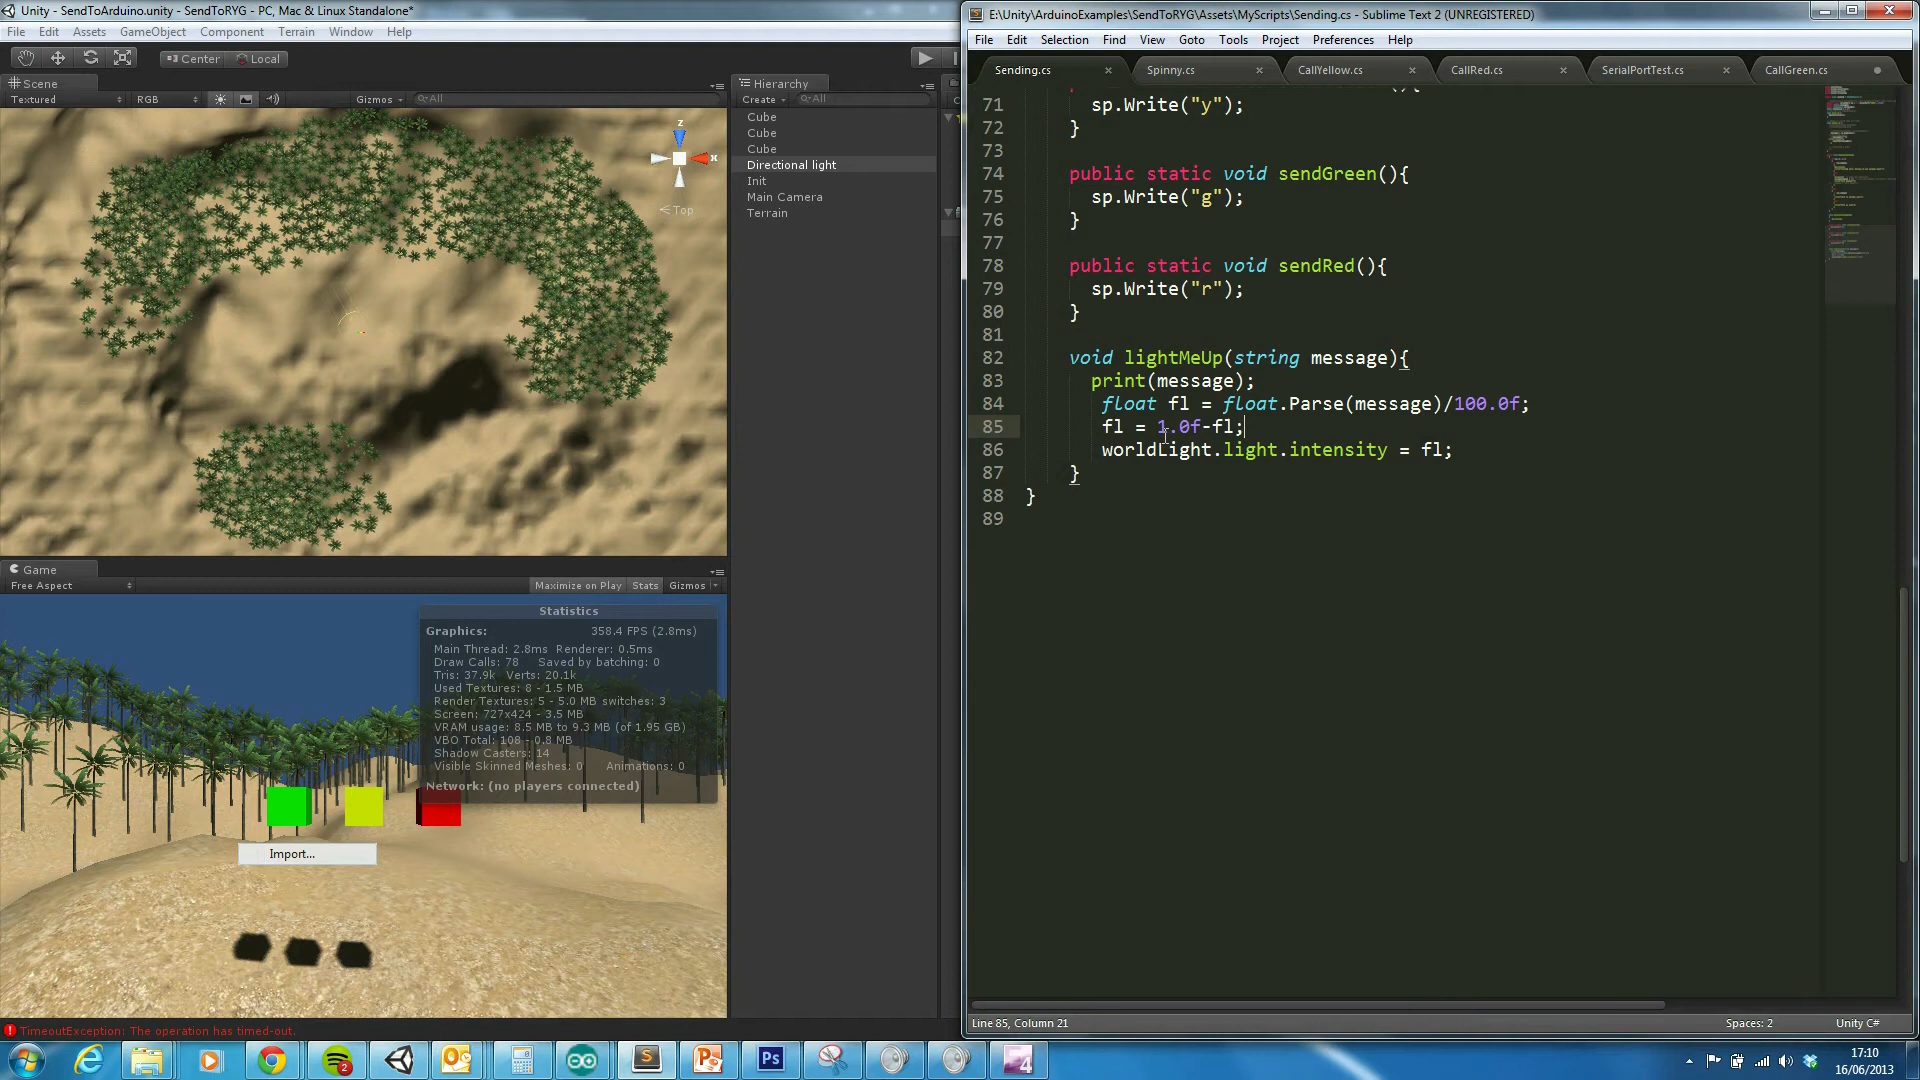 Unity - SendToArduino.unity - SendToRYG - PC, Mac & Linux Standalone*
File Edit Assets GameObject Component Terrain Window Help
Center Local
Scene
Textured RGB Gizmos All
z
x
Top
Hierarchy
Create All
Cube
Cube
Cube
Directional light
Init
Main Camera
Terrain
Game
Free Aspect Maximize on Play Stats Gizmos
Statistics
Graphics: 358.4 FPS (2.8ms)
Main Thread: 2.8ms Renderer: 0.5ms
Draw Calls: 78 Saved by batching: 0
Tris: 37.9k Verts: 20.1k
Used Textures: 8 - 1.5 MB
Render Textures: 5 - 5.0 MB switches: 3
Screen: 727x424 - 3.5 MB
VRAM usage: 8.5 MB to 9.3 MB (of 1.95 GB)
VBO Total: 108 - 0.8 MB
Shadow Casters: 14
Visible Skinned Meshes: 0 Animations: 0
Network: (no players connected)
Import...
TimeoutException: The operation has timed-out.
E:\Unity\ArduinoExamples\SendToRYG\Assets\MyScripts\Sending.cs - Sublime Text 2 (UNREGISTERED)
File Edit Selection Find View Goto Tools Project Preferences Help
Sending.cs Spinny.cs CallYellow.cs CallRed.cs SerialPortTest.cs CallGreen.cs
71 sp.Write("y");
72 }
73
74 public static void sendGreen(){
75 sp.Write("g");
76 }
77
78 public static void sendRed(){
79 sp.Write("r");
80 }
81
82 void lightMeUp(string message){
83 print(message);
84 float fl = float.Parse(message)/100.0f;
85 fl = 1.0f-fl;
86 worldLight.light.intensity = fl;
87 }
88 }
89
Line 85, Column 21 Spaces: 2 Unity C#
2
Ps
4
17:10
16/06/2013